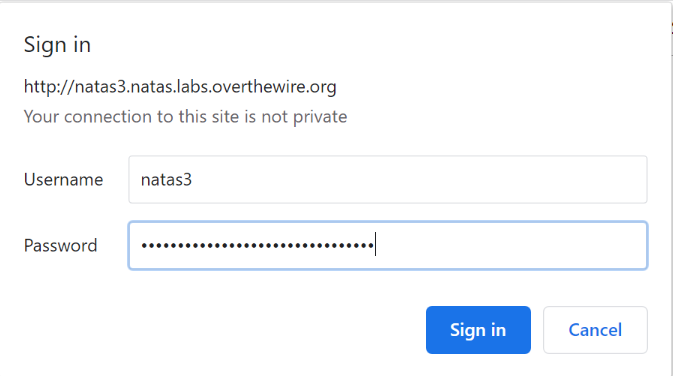 Sign in
http://natas3.natas.labs.overthewire.org
Your connection to this site is not private
Username natas3
Password ••••••••••••••••••••••••••••••••
Sign in Cancel